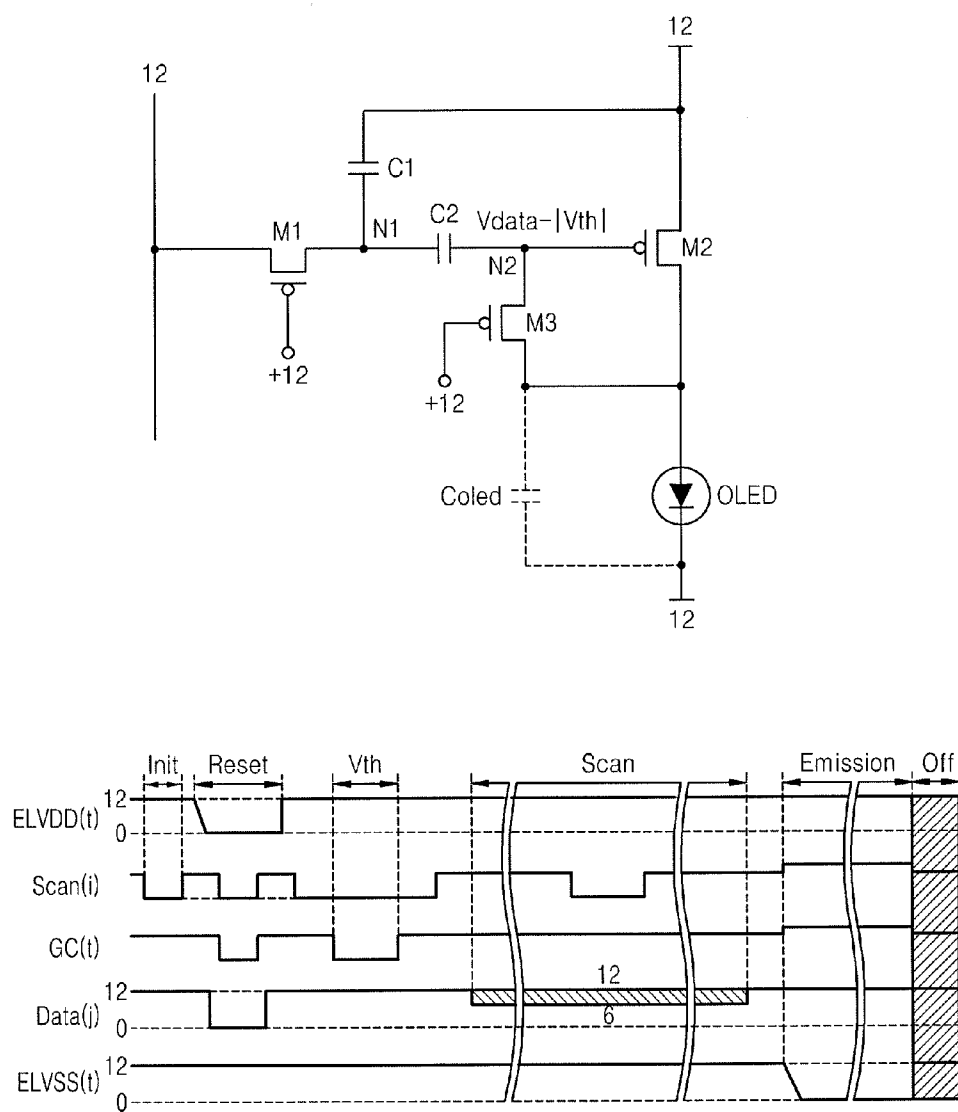 12
12
C1
M1
N1
C2
Vdata-|Vth|
M2
N2
M3
+12
+12
Coled
OLED
12
Init
Reset
Vth
Scan
Emission
Off
ELVDD(t)
12
0
Scan(i)
GC(t)
Data(j)
12
0
12
6
ELVSS(t)
12
0